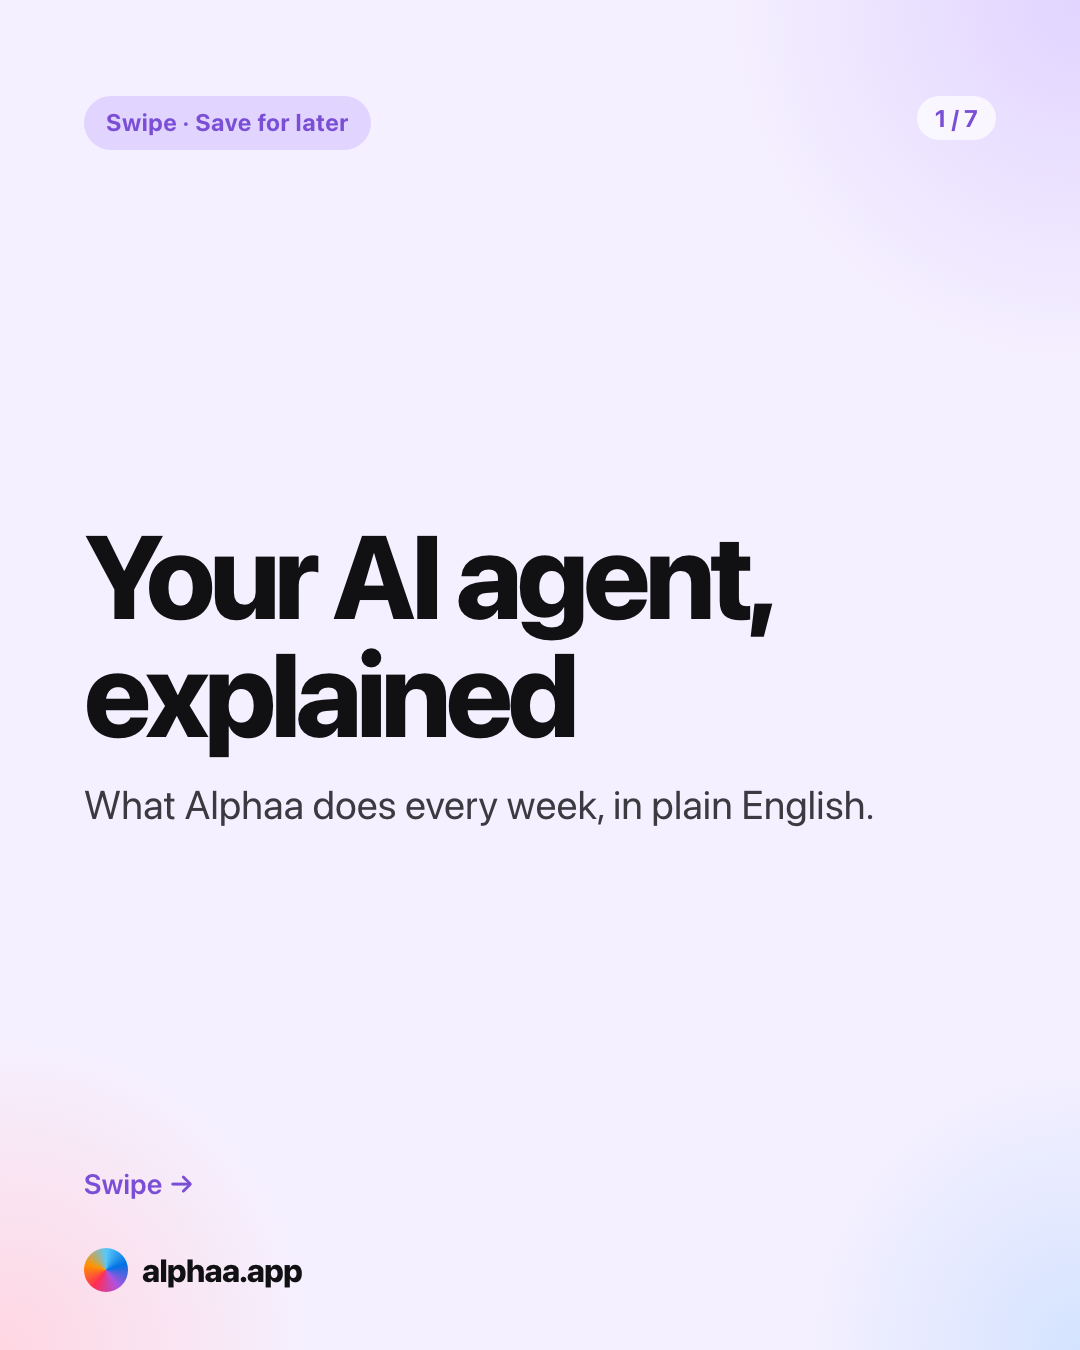 Swipe · Save for later
1 / 7
Your AI agent,
explained
What Alphaa does every week, in plain English.
Swipe →
alphaa.app